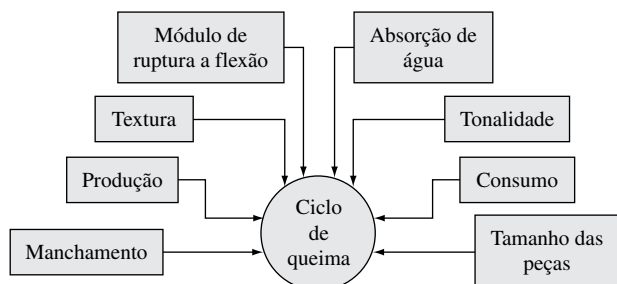 Módulo de
ruptura a flexão
Absorção de
água
Textura
Tonalidade
Produção
Consumo
Manchamento
Ciclo
de
queima
Tamanho das
peças